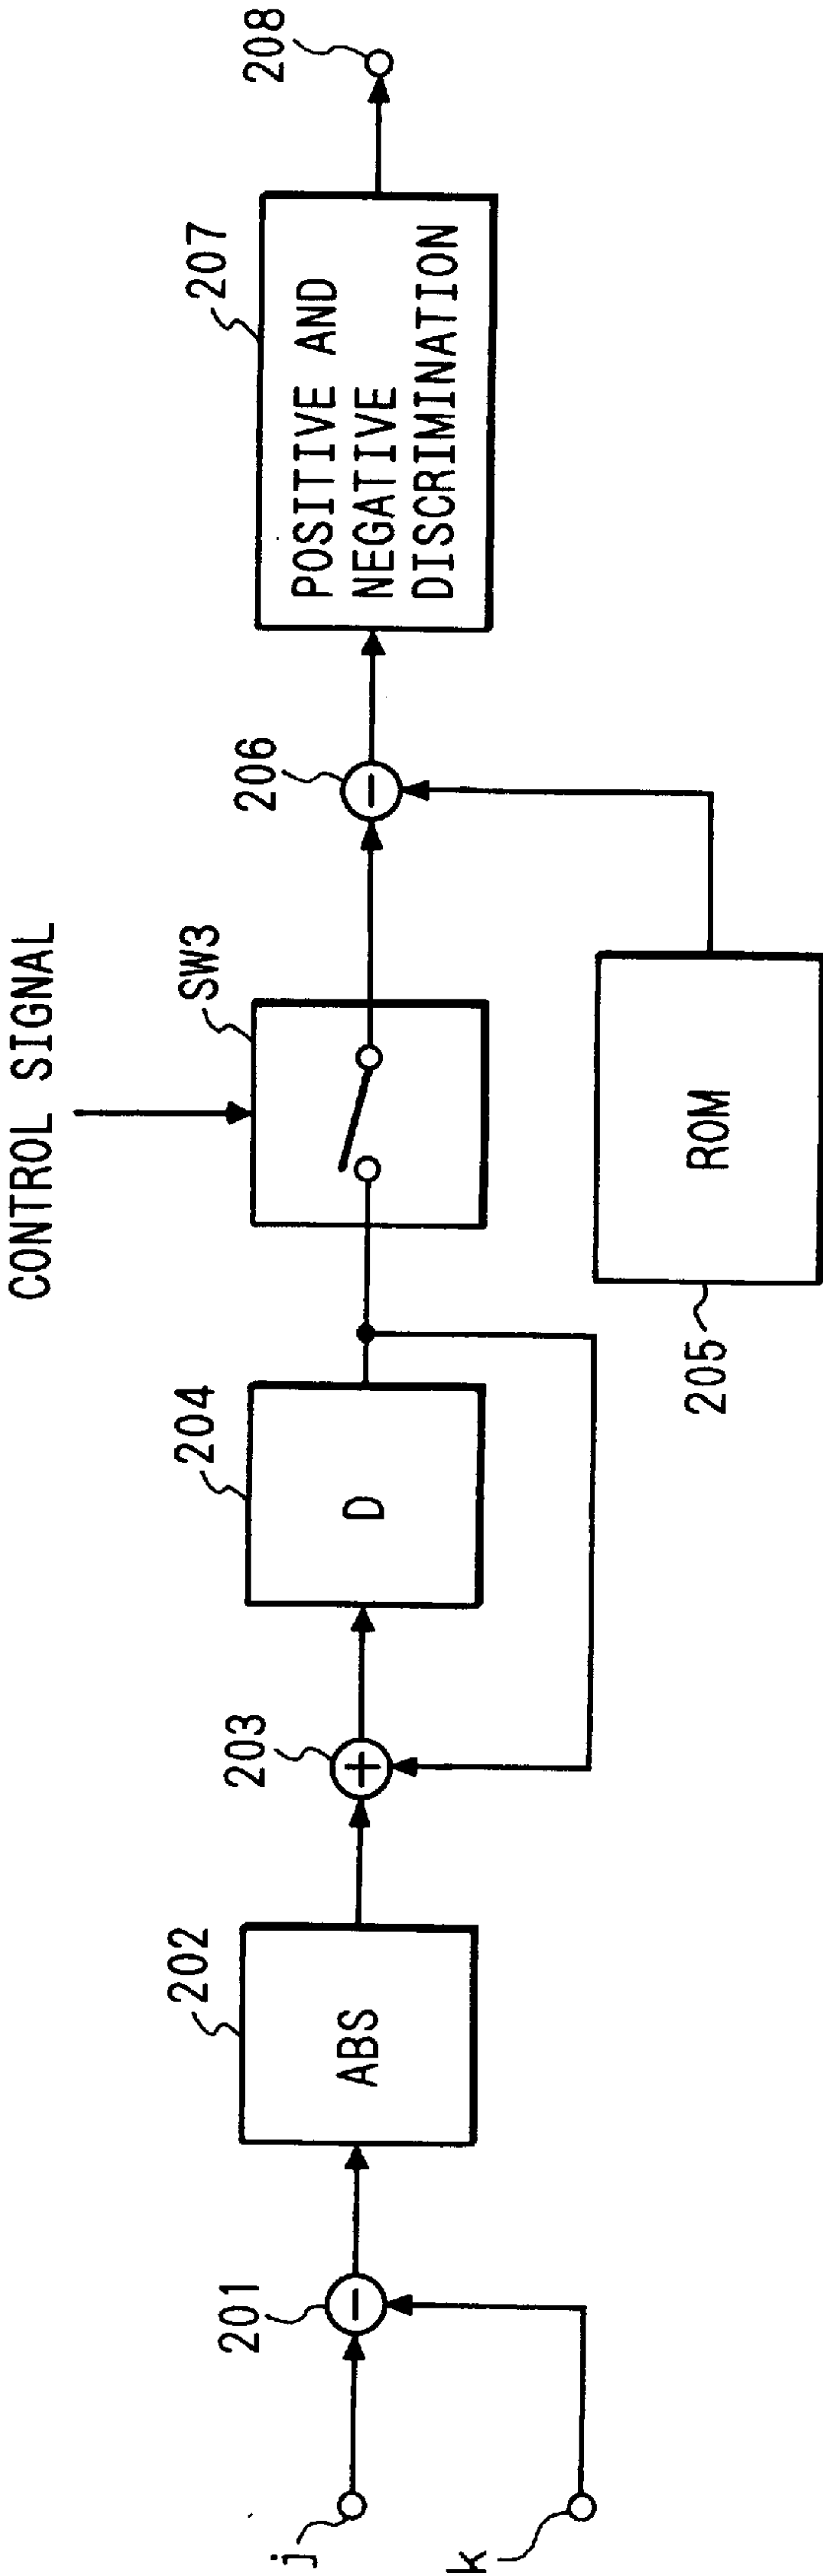 CONTROL SIGNAL
j
k
201
202
ABS
203
+
204
D
SW3
205
ROM
206
207
POSITIVE AND
NEGATIVE
DISCRIMINATION
208